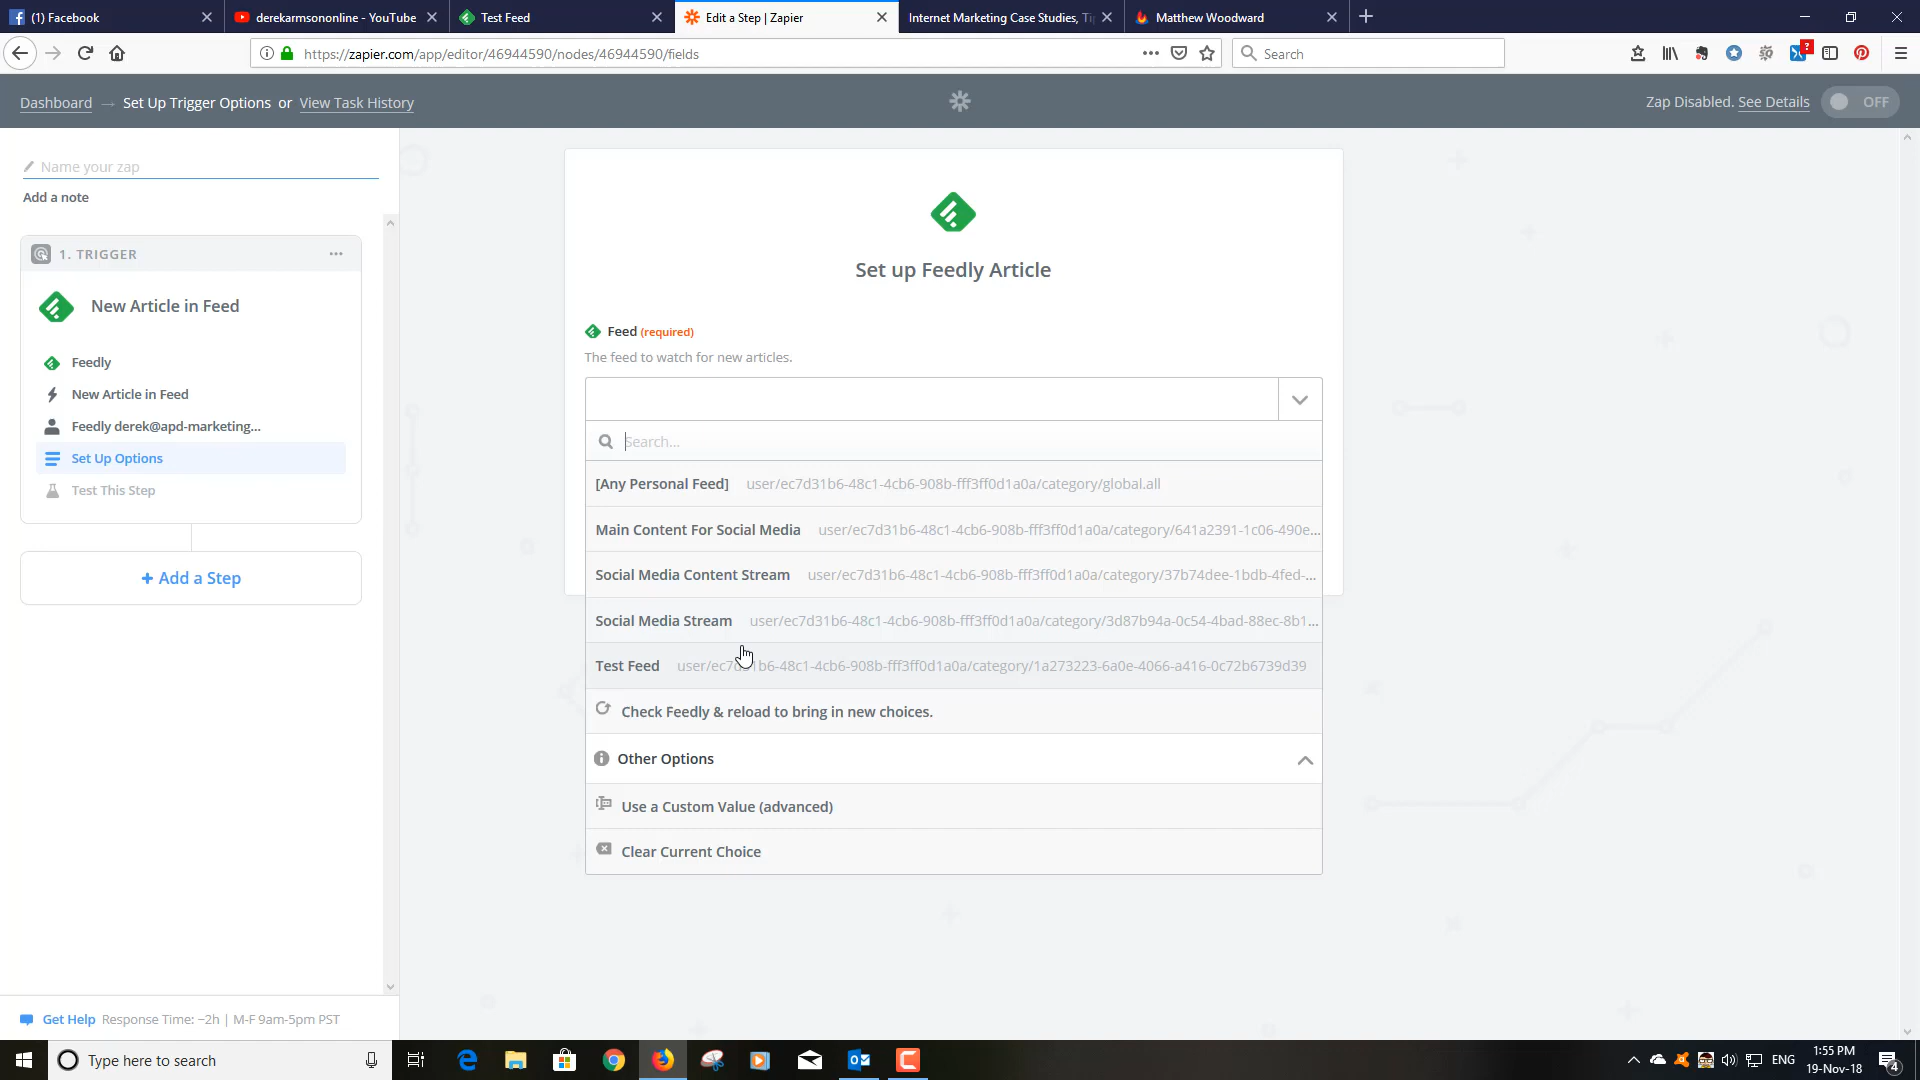 (1) Facebook
derekarmsononline - YouTube
Test Feed
Edit a Step | Zapier
Internet Marketing Case Studies, Ti
Matthew Woodward
https://zapier.com/app/editor/46944590/nodes/46944590/fields
Search
Dashboard → Set Up Trigger Options or View Task History
Zap Disabled. See Details
OFF
Name your zap
Add a note
1. TRIGGER
New Article in Feed
Feedly
New Article in Feed
Feedly derek@apd-marketing...
Set Up Options
Test This Step
+ Add a Step
Set up Feedly Article
Feed (required)
The feed to watch for new articles.
Search...
[Any Personal Feed] user/ec7d31b6-48c1-4cb6-908b-fff3ff0d1a0a/category/global.all
Main Content For Social Media user/ec7d31b6-48c1-4cb6-908b-fff3ff0d1a0a/category/641a2391-1c06-490e...
Social Media Content Stream user/ec7d31b6-48c1-4cb6-908b-fff3ff0d1a0a/category/37b74dee-1bdb-4fed-...
Social Media Stream user/ec7d31b6-48c1-4cb6-908b-fff3ff0d1a0a/category/3d87b94a-0c54-4bad-88ec-8b1...
Test Feed user/ec7d31b6-48c1-4cb6-908b-fff3ff0d1a0a/category/1a273223-6a0e-4066-a416-0c72b6739d39
Check Feedly & reload to bring in new choices.
Other Options
Use a Custom Value (advanced)
Clear Current Choice
Get Help Response Time: ~2h | M-F 9am-5pm PST
Type here to search
ENG
1:55 PM
19-Nov-18
4